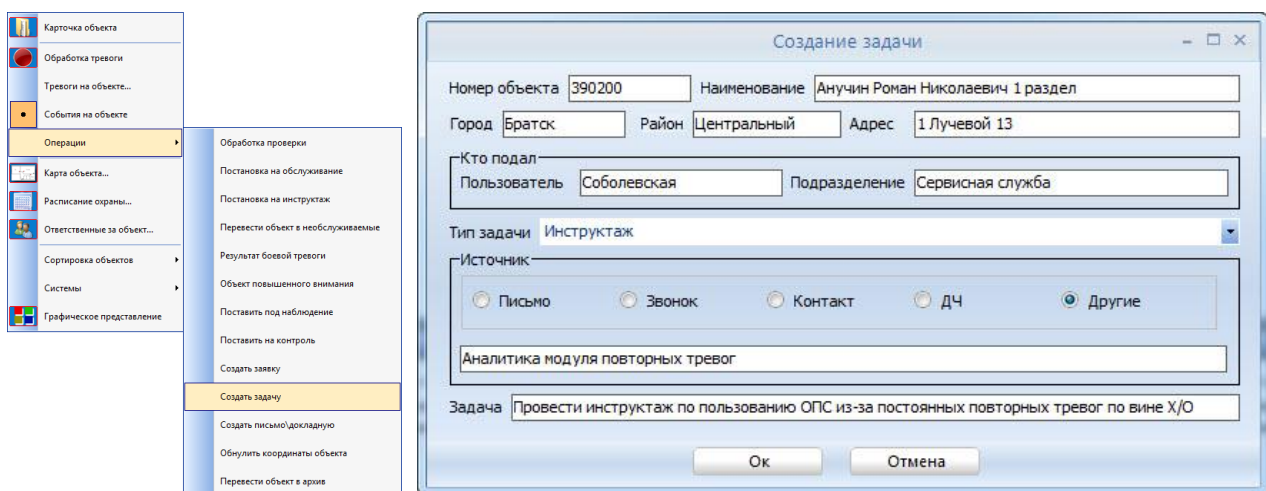 Карточка объекта
Обработка тревоги
Тревоги на объекте...
События на объекте
Операции
Карта объекта...
Расписание охраны...
Ответственные за объект...
Сортировка объектов
Системы
Графическое представление
Обработка проверки
Постановка на обслуживание
Постановка на инструктаж
Перевести объект в необслуживаемые
Результат боевой тревоги
Объект повышенного внимания
Поставить под наблюдение
Поставить на контроль
Создать заявку
Создать задачу
Создать письмо\докладную
Обнулить координаты объекта
Перевести объект в архив
Создание задачи
Номер объекта 390200 Наименование Анучин Роман Николаевич 1 раздел
Город Братск Район Центральный Адрес 1 Лучевой 13
Кто подал
Пользователь Соболевская Подразделение Сервисная служба
Тип задачи Инструктаж
Источник
Письмо Звонок Контакт ДЧ Другие
Аналитика модуля повторных тревог
Задача Провести инструктаж по пользованию ОПС из-за постоянных повторных тревог по вине Х/О
Ок Отмена